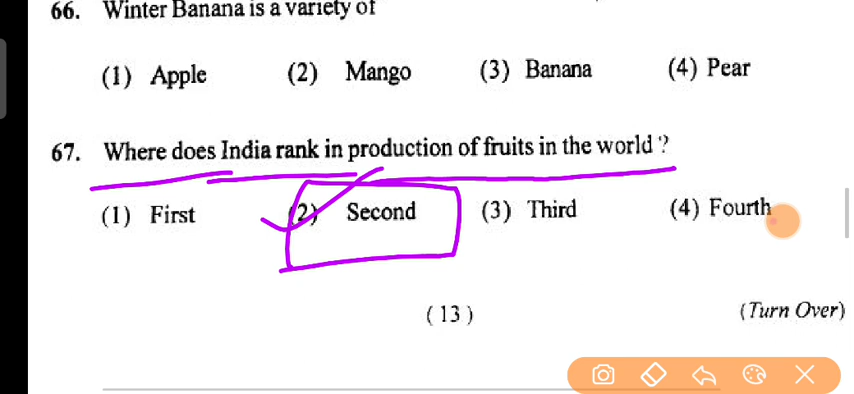 66. Winter Banana is a variety of
(1) Apple (2) Mango (3) Banana (4) Pear
67. Where does India rank in production of fruits in the world ?
(1) First (2) Second (3) Third (4) Fourth
( 13 ) (Turn Over)